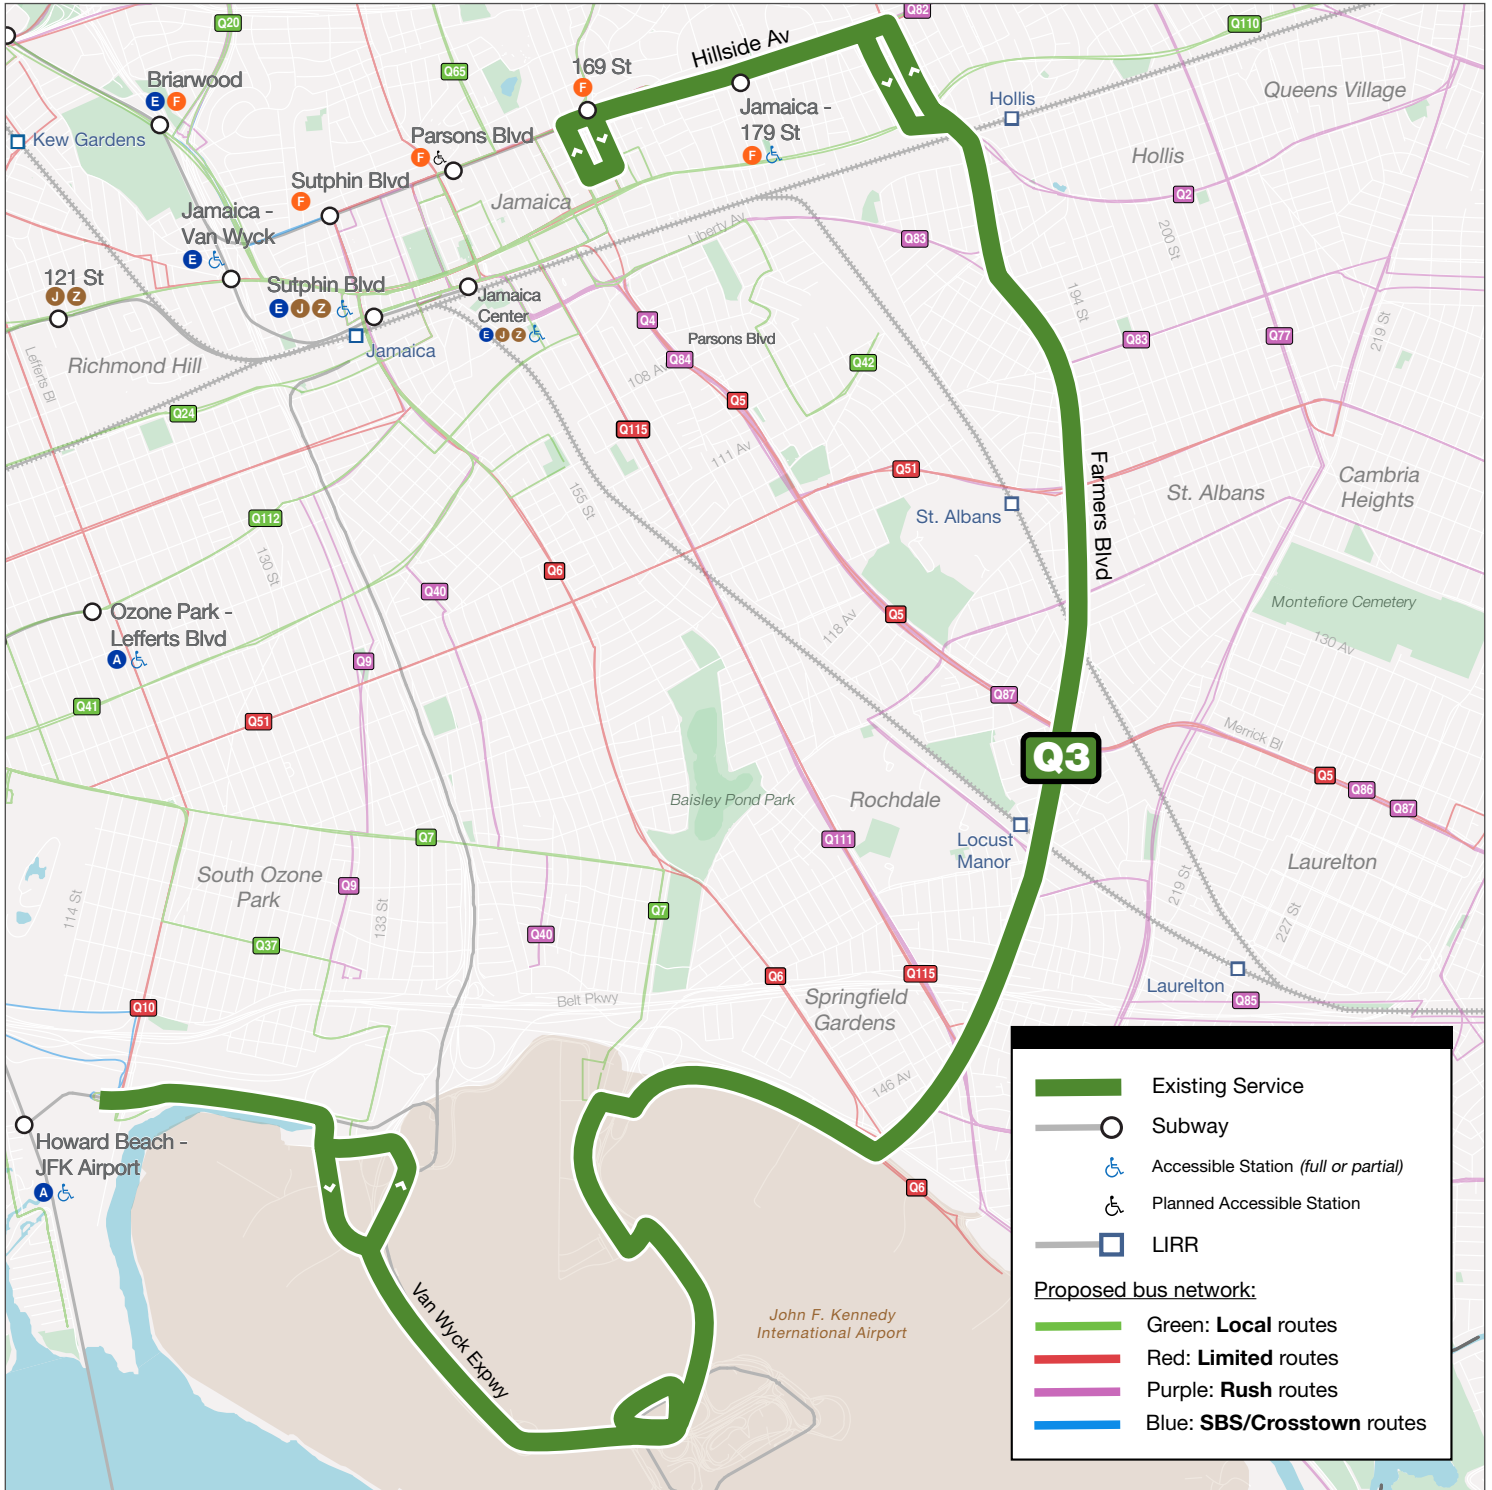 Q82
Q20
Q110
Hillside Av
169 St
F
Q65
Briarwood
E F
Queens Village
Hollis
Jamaica -
179 St
F
Kew Gardens
Parsons Blvd
F
Hollis
Sutphin Blvd
F
Jamaica
Q2
Jamaica -
Van Wyck
E
Liberty Av
Q83
200 St
121 St
J Z
Sutphin Blvd
E J Z
Jamaica
Center
E J Z
194 St
219 St
Q4
Parsons Blvd
Q83
Q77
Jamaica
Richmond Hill
Lefferts Bl
Q84
108 Av
Q42
Q5
Q24
Q115
111 Av
Q51
Farmers Blvd
St. Albans
Cambria
Heights
155 St
St. Albans
Q112
130 St
Q6
Q40
Ozone Park -
Lefferts Blvd
A
Montefiore Cemetery
Q5
118 Av
130 Av
Q9
Q87
Q41
Q51
Merrick Bl
Q3
Q5
Q86
Q87
Baisley Pond Park
Rochdale
Q7
Q111
Locust
Manor
Laurelton
South Ozone
Park
Q9
219 St
114 St
133 St
Q7
227 St
Q40
Q37
Q6
Q115
Laurelton
Belt Pkwy
Springfield
Gardens
Q85
Q10
146 Av
Howard Beach -
JFK Airport
A
Q6
Van Wyck Expwy
John F. Kennedy
International Airport
Existing Service
Subway
Accessible Station (full or partial)
Planned Accessible Station
LIRR
Proposed bus network:
Green: Local routes
Red: Limited routes
Purple: Rush routes
Blue: SBS/Crosstown routes